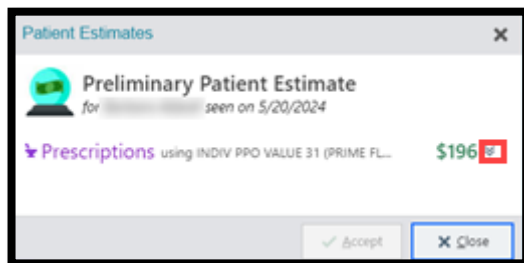 Patient Estimates
Preliminary Patient Estimate
for seen on 5/20/2024
Prescriptions using INDIV PPO VALUE 31 (PRIME FL... $196
Accept Close